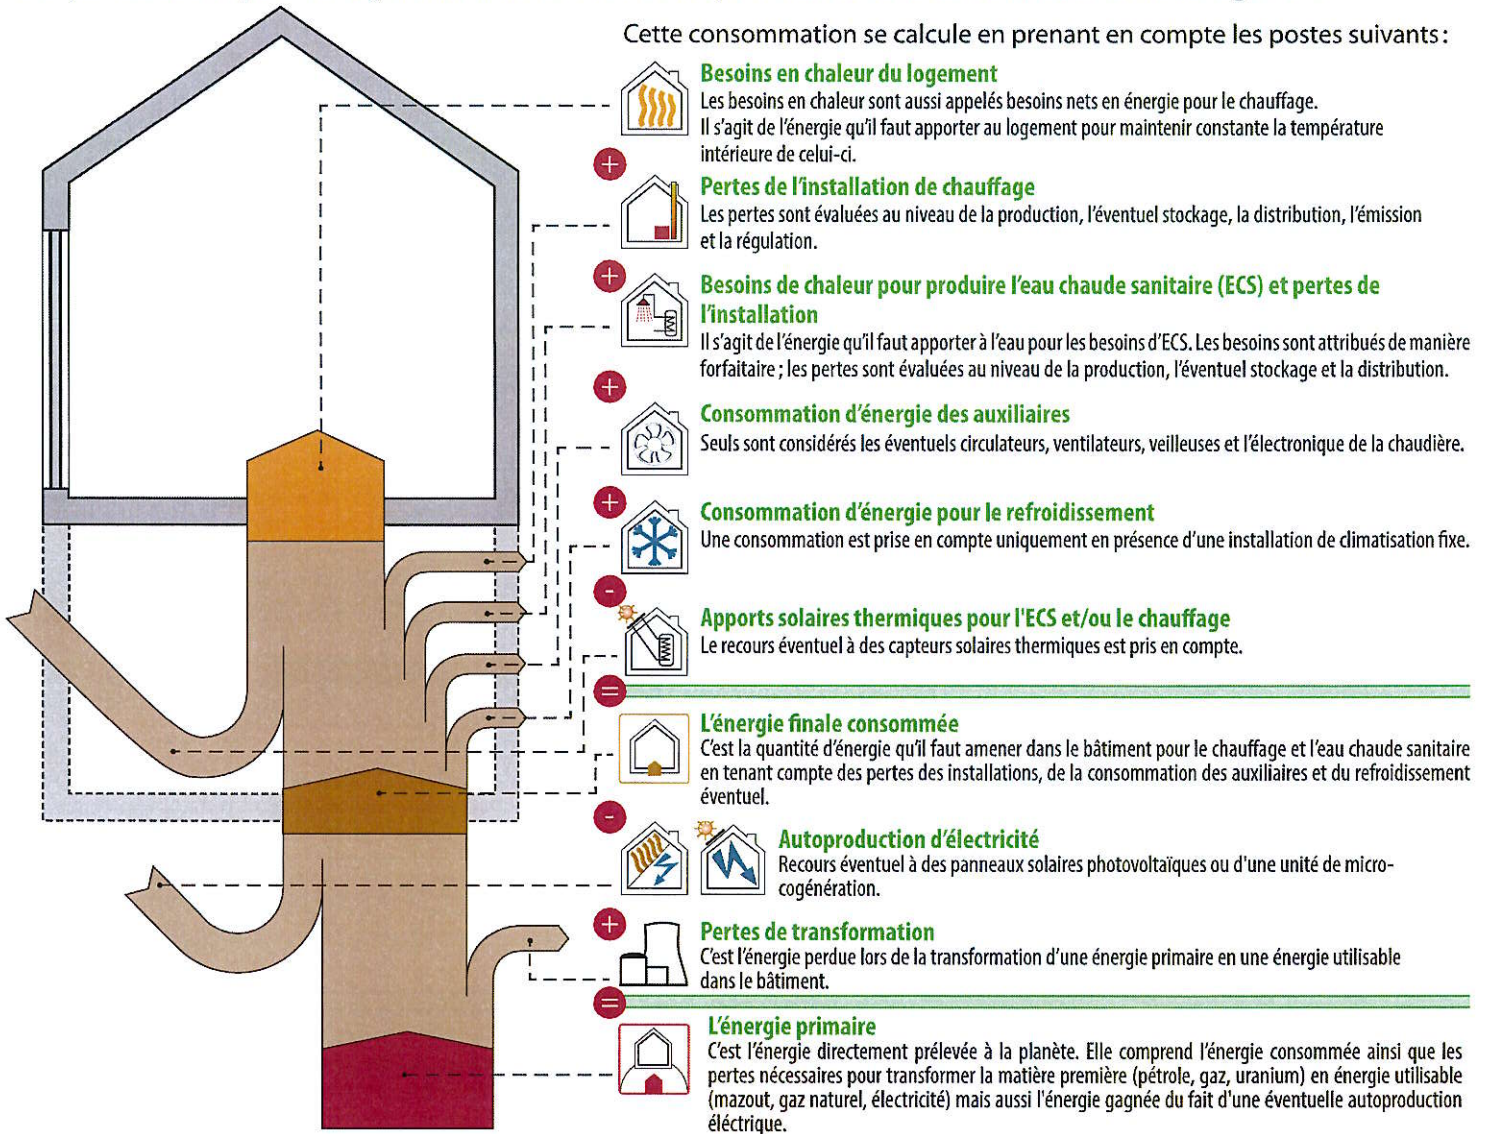 Cette consommation se calcule en prenant en compte les postes suivants :
Besoins en chaleur du logement
Les besoins en chaleur sont aussi appelés besoins nets en énergie pour le chauffage.
Il s'agit de l'énergie qu'il faut apporter au logement pour maintenir constante la température
intérieure de celui-ci.
+
Pertes de l'installation de chauffage
Les pertes sont évaluées au niveau de la production, l'éventuel stockage, la distribution, l'émission
et la régulation.
+
Besoins de chaleur pour produire l'eau chaude sanitaire (ECS) et pertes de
l'installation
Il s'agit de l'énergie qu'il faut apporter à l'eau pour les besoins d'ECS. Les besoins sont attribués de manière
forfaitaire ; les pertes sont évaluées au niveau de la production, l'éventuel stockage et la distribution.
+
Consommation d'énergie des auxiliaires
Seuls sont considérés les éventuels circulateurs, ventilateurs, veilleuses et l'électronique de la chaudière.
+
Consommation d'énergie pour le refroidissement
Une consommation est prise en compte uniquement en présence d'une installation de climatisation fixe.
-
Apports solaires thermiques pour l'ECS et/ou le chauffage
Le recours éventuel à des capteurs solaires thermiques est pris en compte.
=
L'énergie finale consommée
C'est la quantité d'énergie qu'il faut amener dans le bâtiment pour le chauffage et l'eau chaude sanitaire
en tenant compte des pertes des installations, de la consommation des auxiliaires et du refroidissement
éventuel.
-
Autoproduction d'électricité
Recours éventuel à des panneaux solaires photovoltaïques ou d'une unité de micro-
cogénération.
+
Pertes de transformation
C'est l'énergie perdue lors de la transformation d'une énergie primaire en une énergie utilisable
dans le bâtiment.
=
L'énergie primaire
C'est l'énergie directement prélevée à la planète. Elle comprend l'énergie consommée ainsi que les
pertes nécessaires pour transformer la matière première (pétrole, gaz, uranium) en énergie utilisable
(mazout, gaz naturel, électricité) mais aussi l'énergie gagnée du fait d'une éventuelle autoproduction
éléctrique.